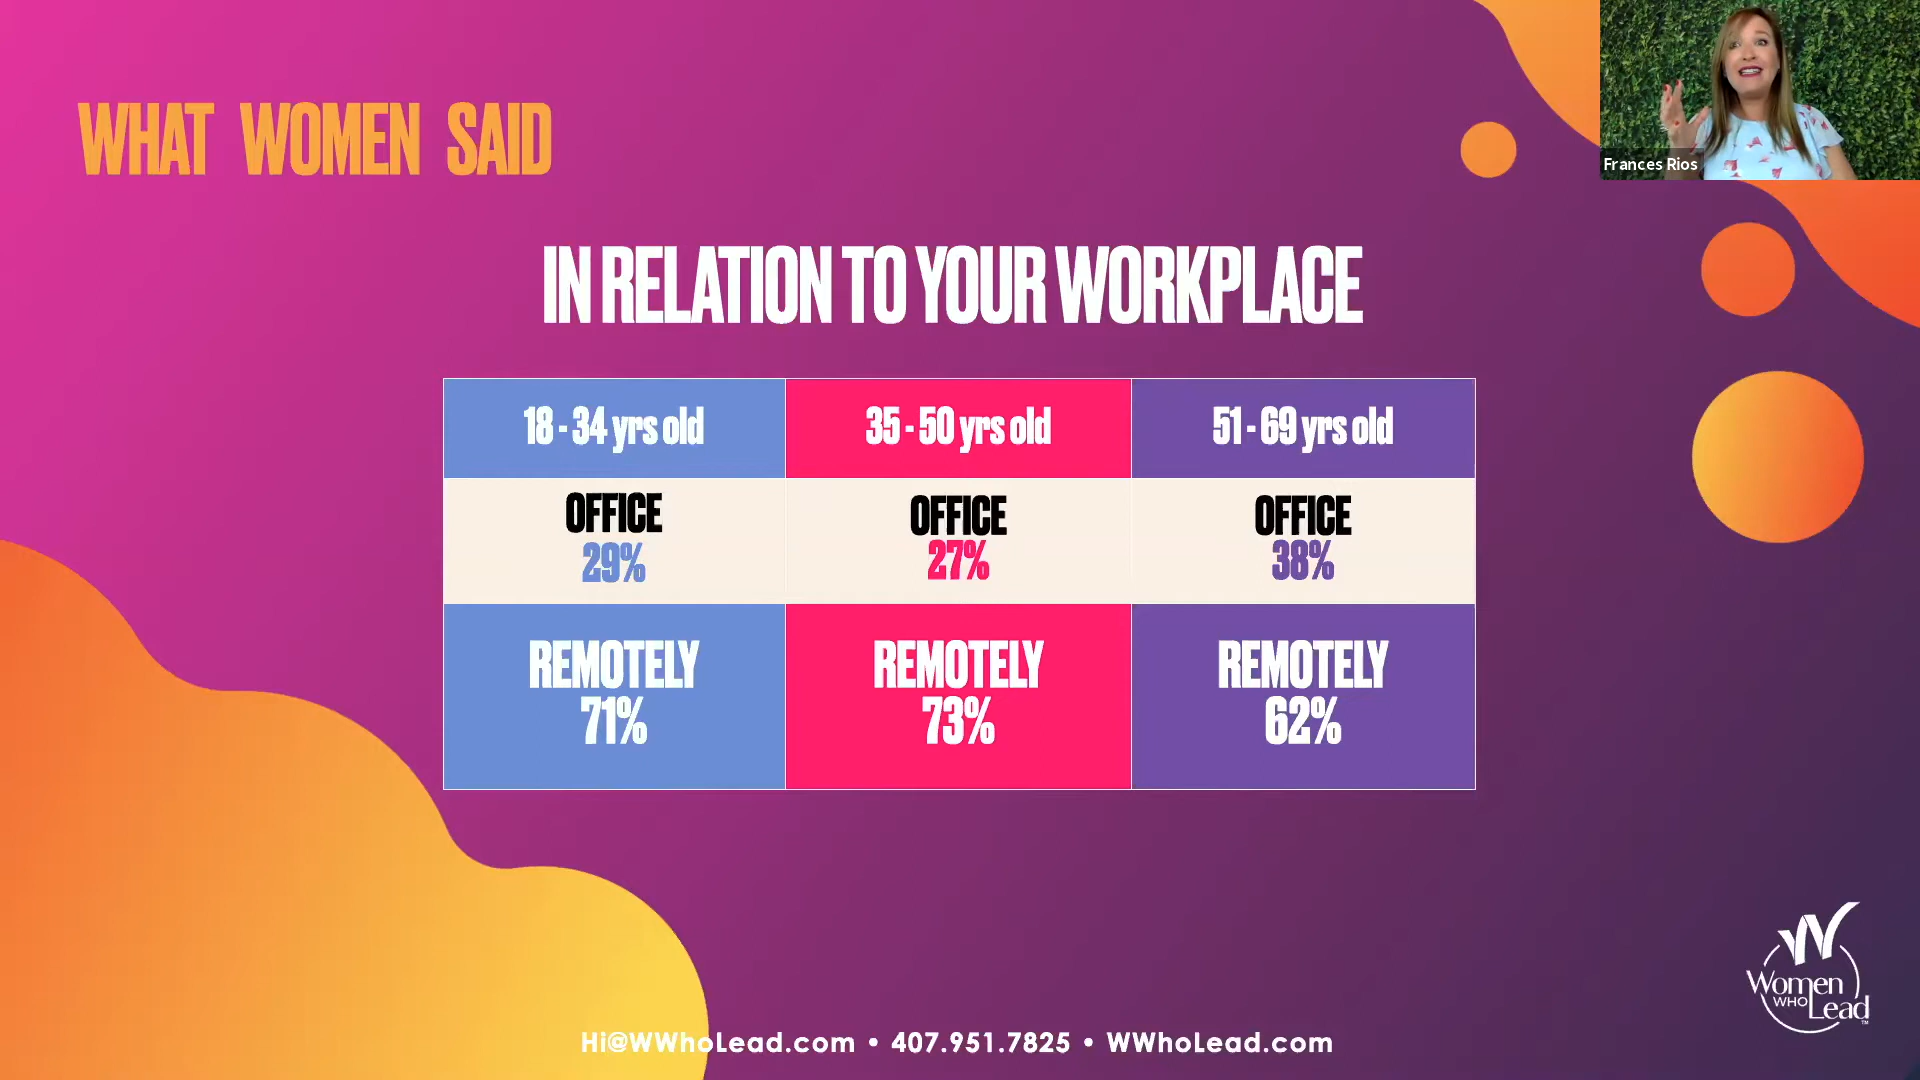 WHAT WOMEN SAID
Frances Rios
IN RELATION TO YOUR WORKPLACE
18 - 34 yrs old
35 - 50 yrs old
51 - 69 yrs old
OFFICE
29%
OFFICE
27%
OFFICE
38%
REMOTELY
71%
REMOTELY
73%
REMOTELY
62%
W
Women
WHO Lead
TM
Hi@WWhoLead.com • 407.951.7825 • WWhoLead.com